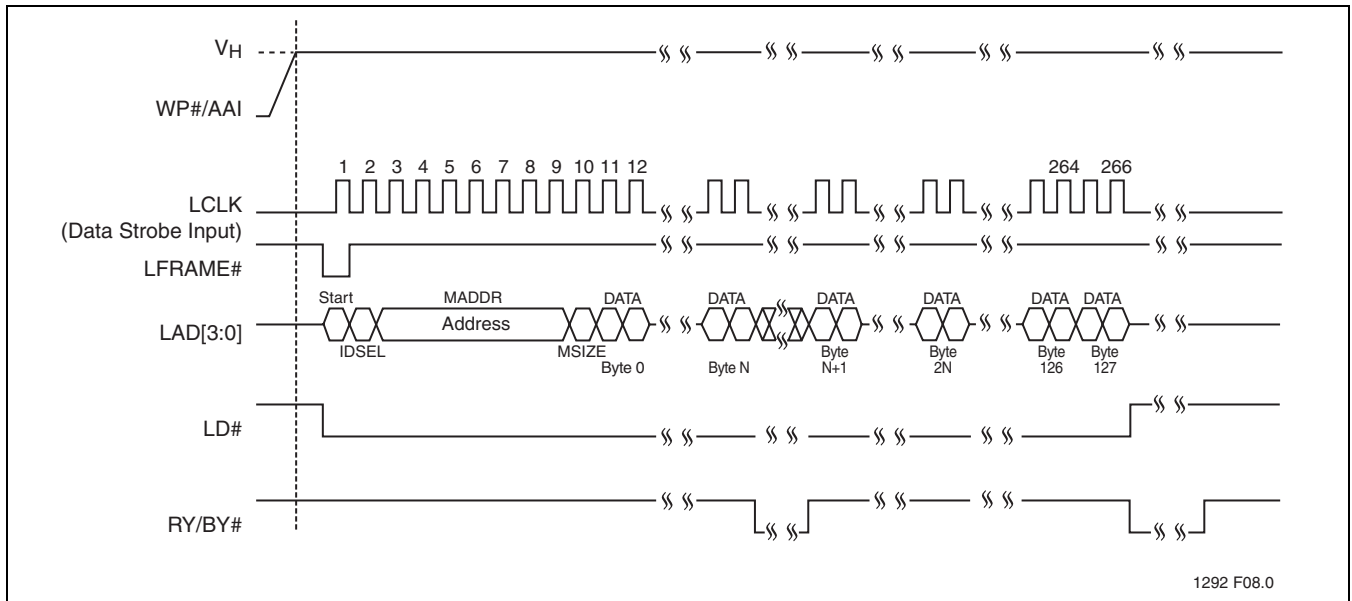 VH
WP#/AAI
1 2 3 4 5 6 7 8 9 10 11 12 264 266
LCLK
(Data Strobe Input)
LFRAME#
Start MADDR DATA DATA DATA DATA DATA DATA
LAD[3:0] Address
IDSEL MSIZE Byte 0 Byte N Byte N+1 Byte 2N Byte 126 Byte 127
LD#
RY/BY#
1292 F08.0